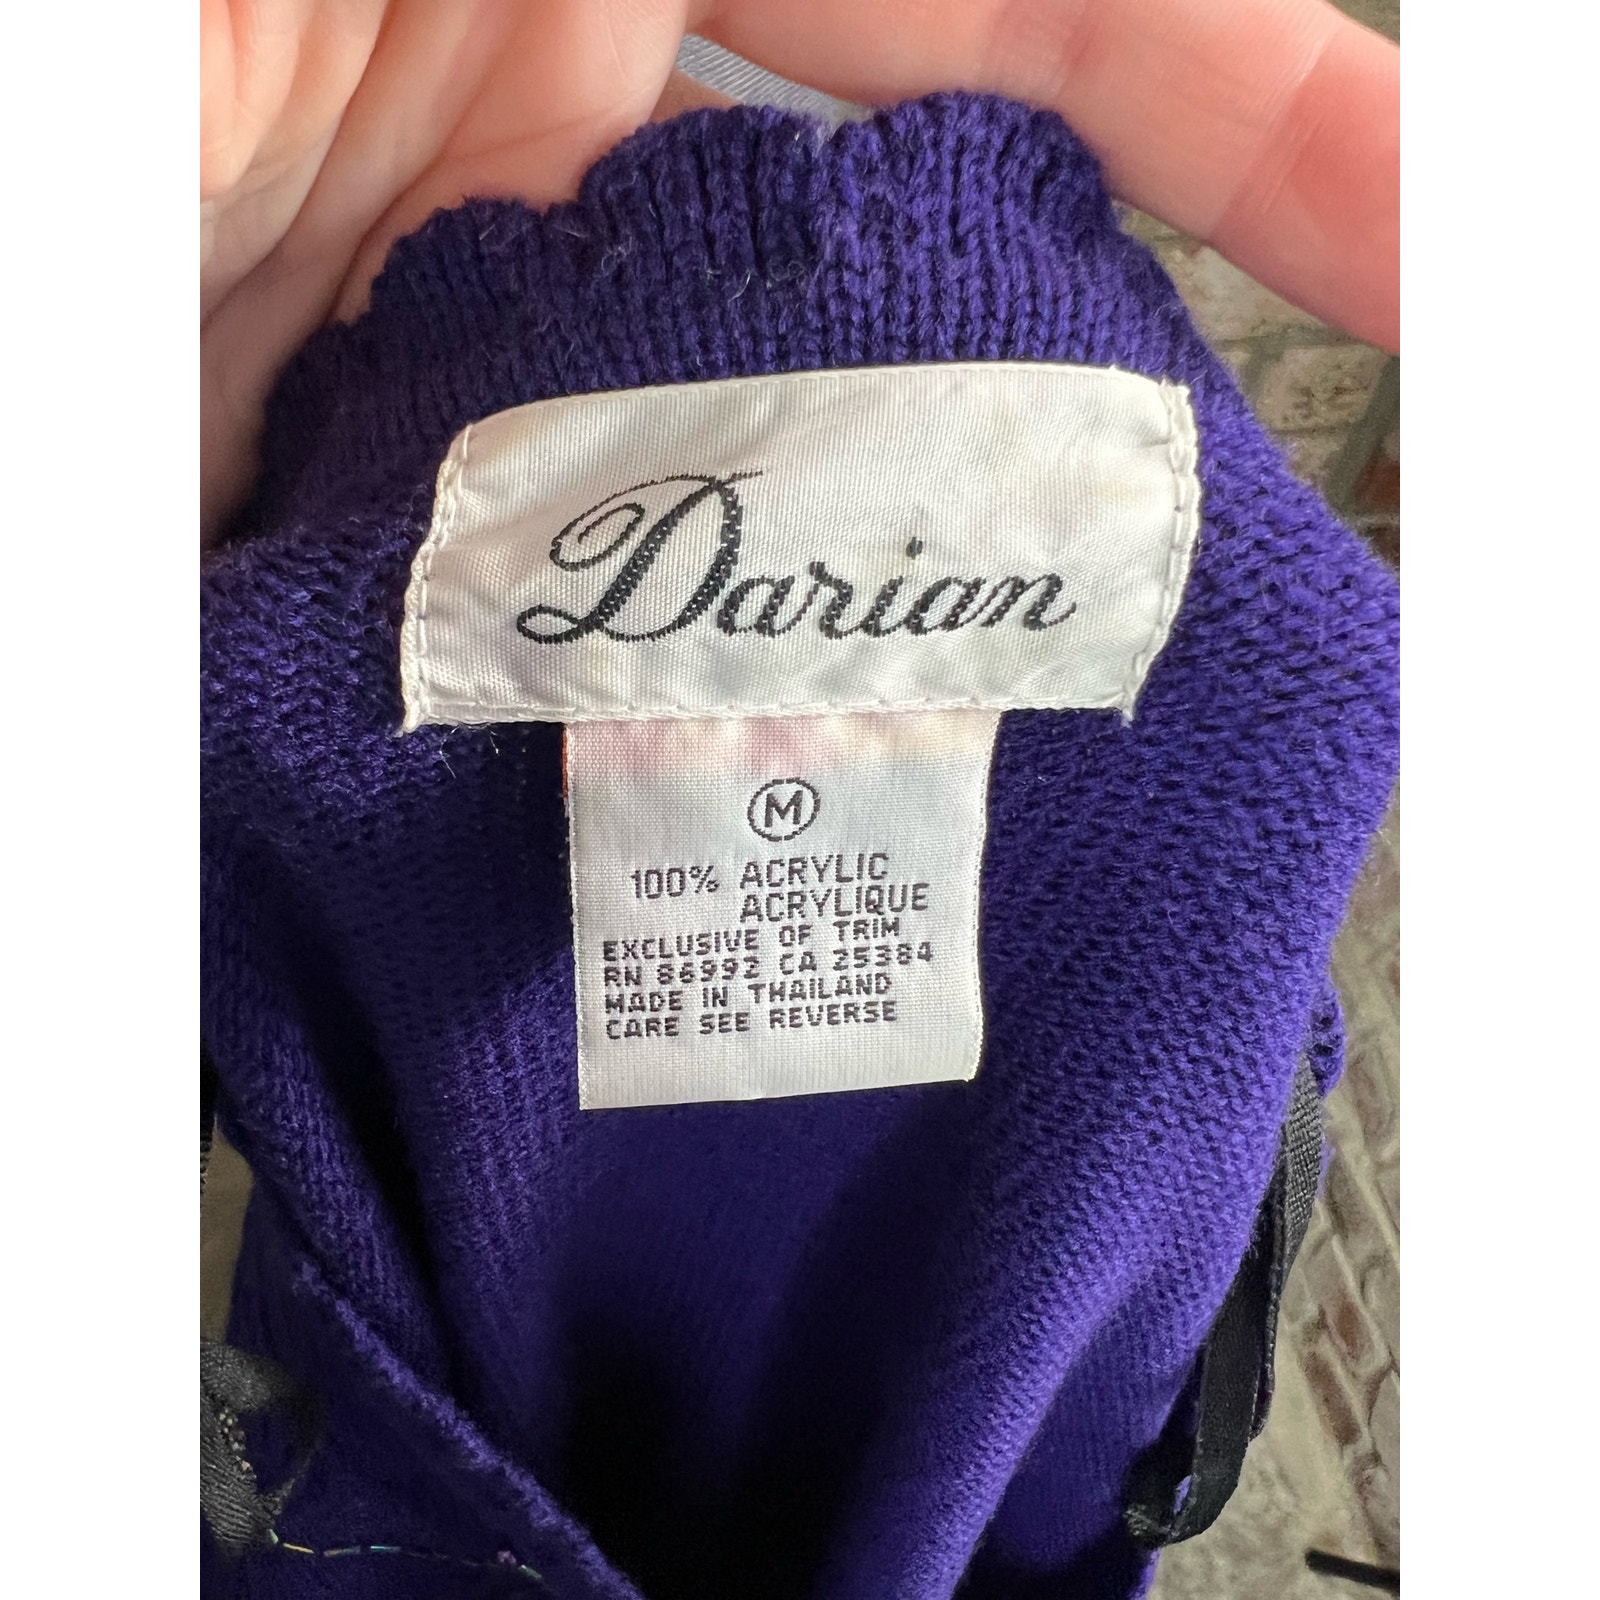 Darian
M
100% ACRYLIC
ACRYLIQUE
EXCLUSIVE OF TRIM
RN 86992 CA 25384
MADE IN THAILAND
CARE SEE REVERSE